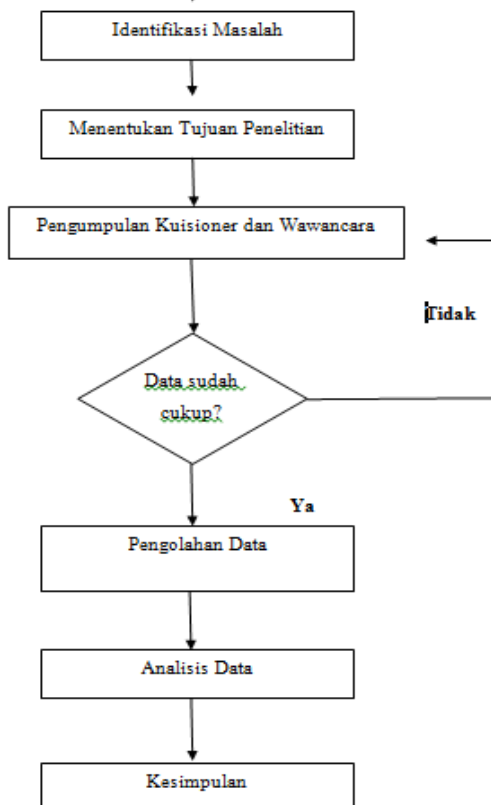 Identifikasi Masalah
Menentukan Tujuan Penelitian
Pengumpulan Kuisioner dan Wawancara
Tidak
Data sudah
cukup?
Ya
Pengolahan Data
Analisis Data
Kesimpulan